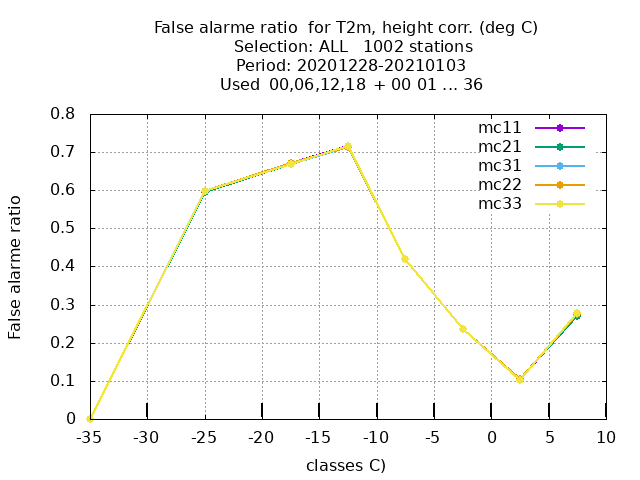 False alarme ratio  for T2m, height corr. (deg C)
Selection: ALL   1002 stations
Period: 20201228-20210103
Used  00,06,12,18  + 00 01 ... 36
mc11
mc21
mc31
mc22
mc33
False alarme ratio
0.8
0.7
0.6
0.5
0.4
0.3
0.2
0.1
0
-35 -30 -25 -20 -15 -10 -5 0 5 10
classes C)